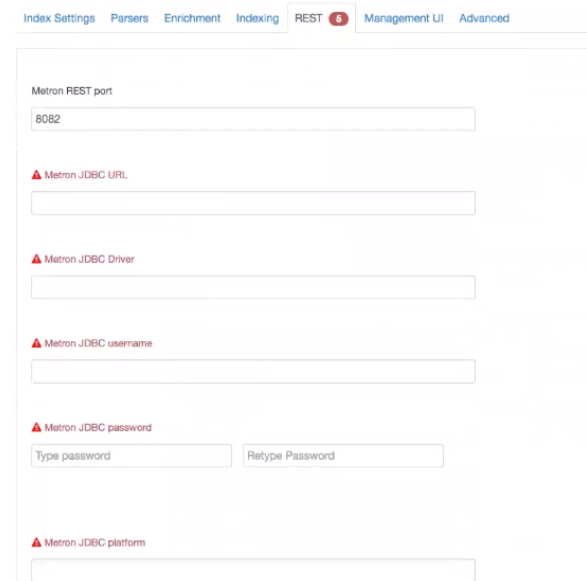 Index Settings Parsers Enrichment Indexing REST 5 Management UI Advanced
Metron REST port
8082
Metron JDBC URL
Metron JDBC Driver
Metron JDBC username
Metron JDBC password
Type password Retype Password
Metron JDBC platform